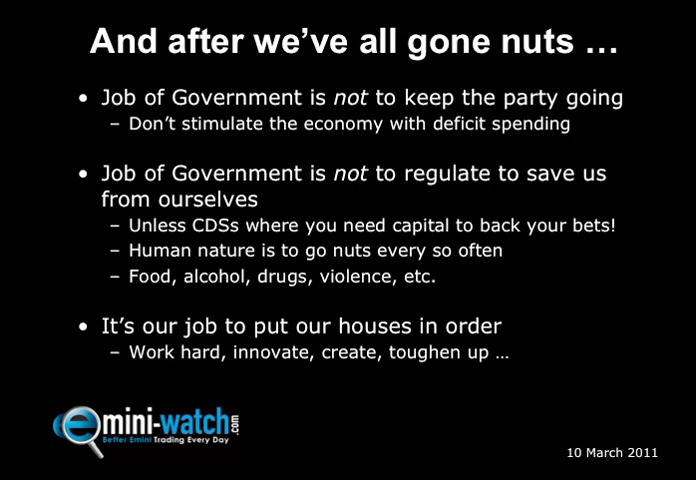 And after we’ve all gone nuts …
• Job of Government is not to keep the party going
– Don’t stimulate the economy with deficit spending
• Job of Government is not to regulate to save us
from ourselves
– Unless CDSs where you need capital to back your bets!
– Human nature is to go nuts every so often
– Food, alcohol, drugs, violence, etc.
• It’s our job to put our houses in order
– Work hard, innovate, create, toughen up …
emini-watch.com
Better Emini Trading Every Day
10 March 2011